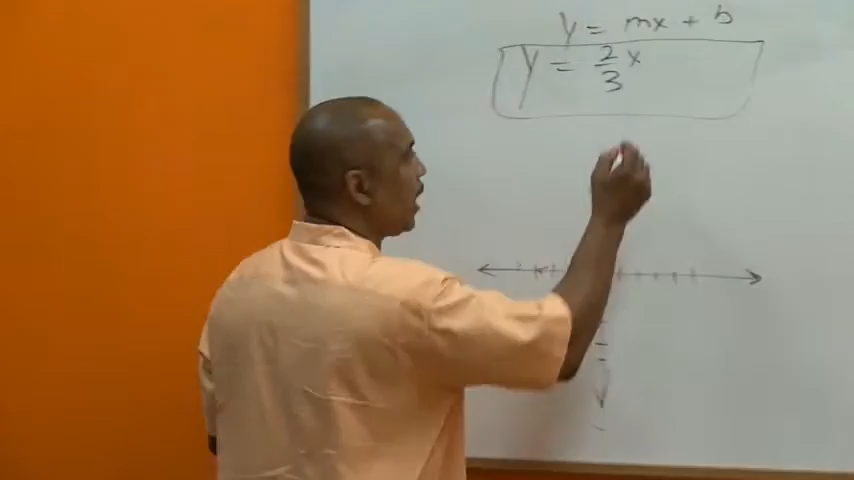 y = mx + b
y = 2/3 x